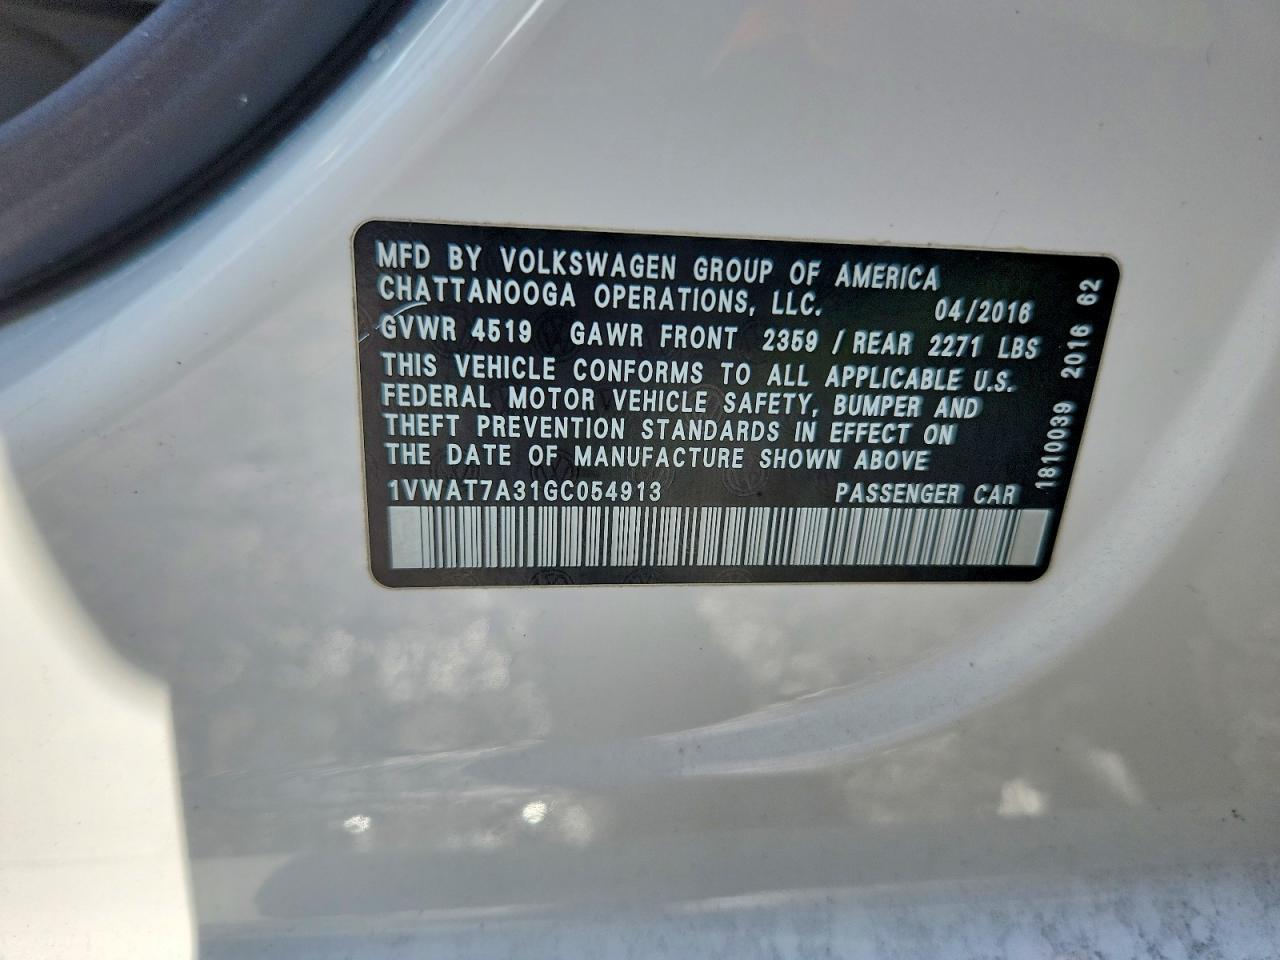 MFD BY VOLKSWAGEN GROUP OF AMERICA
CHATTANOOGA OPERATIONS, LLC. 04/2016
GVWR 4519 GAWR FRONT 2359 / REAR 2271 LBS
THIS VEHICLE CONFORMS TO ALL APPLICABLE U.S.
FEDERAL MOTOR VEHICLE SAFETY, BUMPER AND
THEFT PREVENTION STANDARDS IN EFFECT ON
THE DATE OF MANUFACTURE SHOWN ABOVE
1VWAT7A31GC054913 PASSENGER CAR
1810039 2016 62